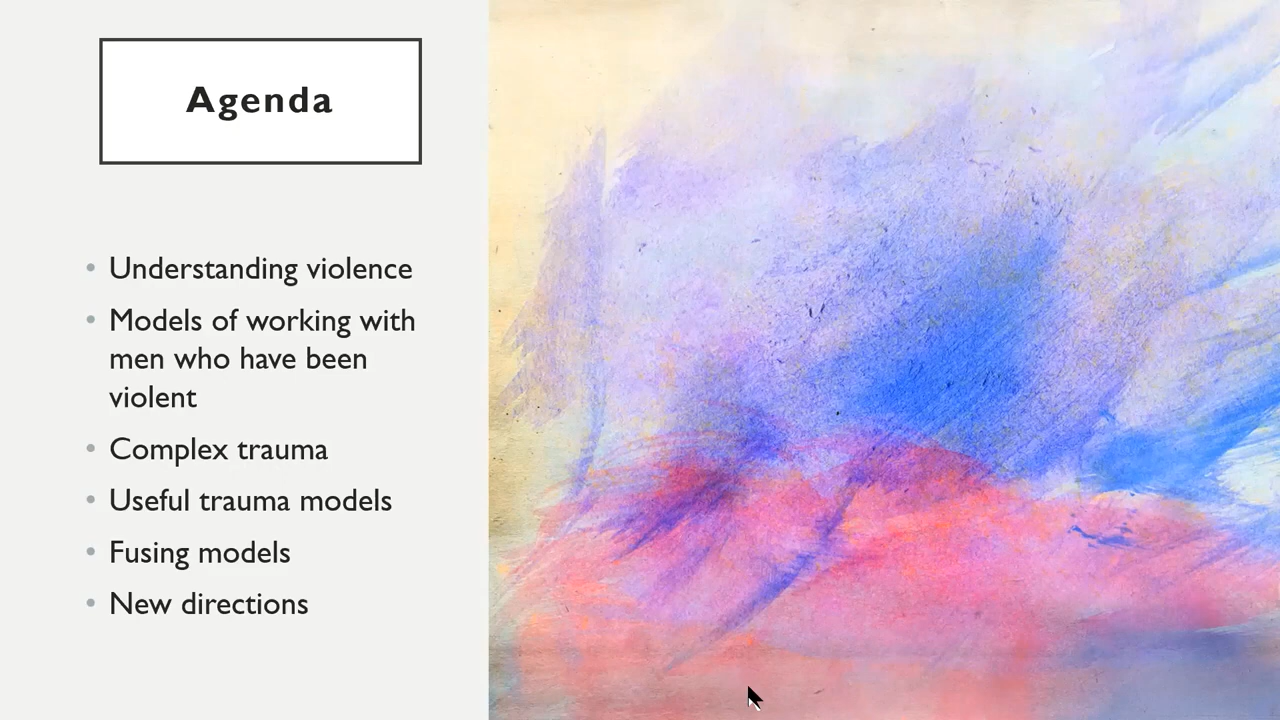 Agenda
• Understanding violence
• Models of working with
men who have been
violent
• Complex trauma
• Useful trauma models
• Fusing models
• New directions